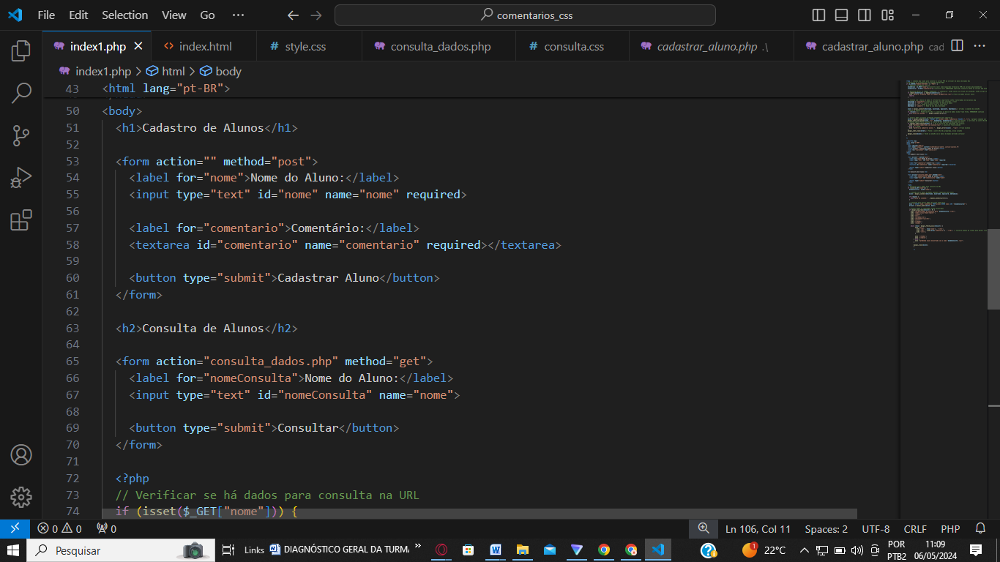 File Edit Selection View Go ··· comentarios_css
index1.php index.html # style.css consulta_dados.php # consulta.css cadastrar_aluno.php .\ cadastrar_aluno.php cad ···
index1.php > html > body
43 <html lang="pt-BR">
50 <body>
51 <h1>Cadastro de Alunos</h1>
52
53 <form action="" method="post">
54 <label for="nome">Nome do Aluno:</label>
55 <input type="text" id="nome" name="nome" required>
56
57 <label for="comentario">Comentário:</label>
58 <textarea id="comentario" name="comentario" required></textarea>
59
60 <button type="submit">Cadastrar Aluno</button>
61 </form>
62
63 <h2>Consulta de Alunos</h2>
64
65 <form action="consulta_dados.php" method="get">
66 <label for="nomeConsulta">Nome do Aluno:</label>
67 <input type="text" id="nomeConsulta" name="nome">
68
69 <button type="submit">Consultar</button>
70 </form>
71
72 <?php
73 // Verificar se há dados para consulta na URL
74 if (isset($_GET["nome"])) {
0 0 0 Ln 106, Col 11 Spaces: 2 UTF-8 CRLF PHP
Pesquisar Links DIAGNÓSTICO GERAL DA TURMA » 1 22°C POR 11:09
PTB2 06/05/2024